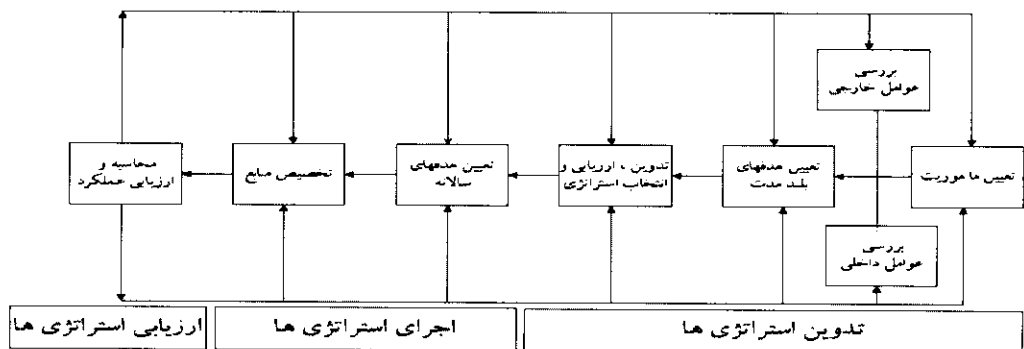 بررسی
عوامل خارجی
تعیین ماموریت
تعیین هدفهای
بلند مدت
تدوین ، ارزیابی و
انتخاب استراتژی
تعیین هدفهای
سالانه
تخصیص منابع
محاسبه و
ارزیابی عملکرد
بررسی
عوامل داخلی
تدوین استراتژی ها
اجرای استراتژی ها
ارزیابی استراتژی ها